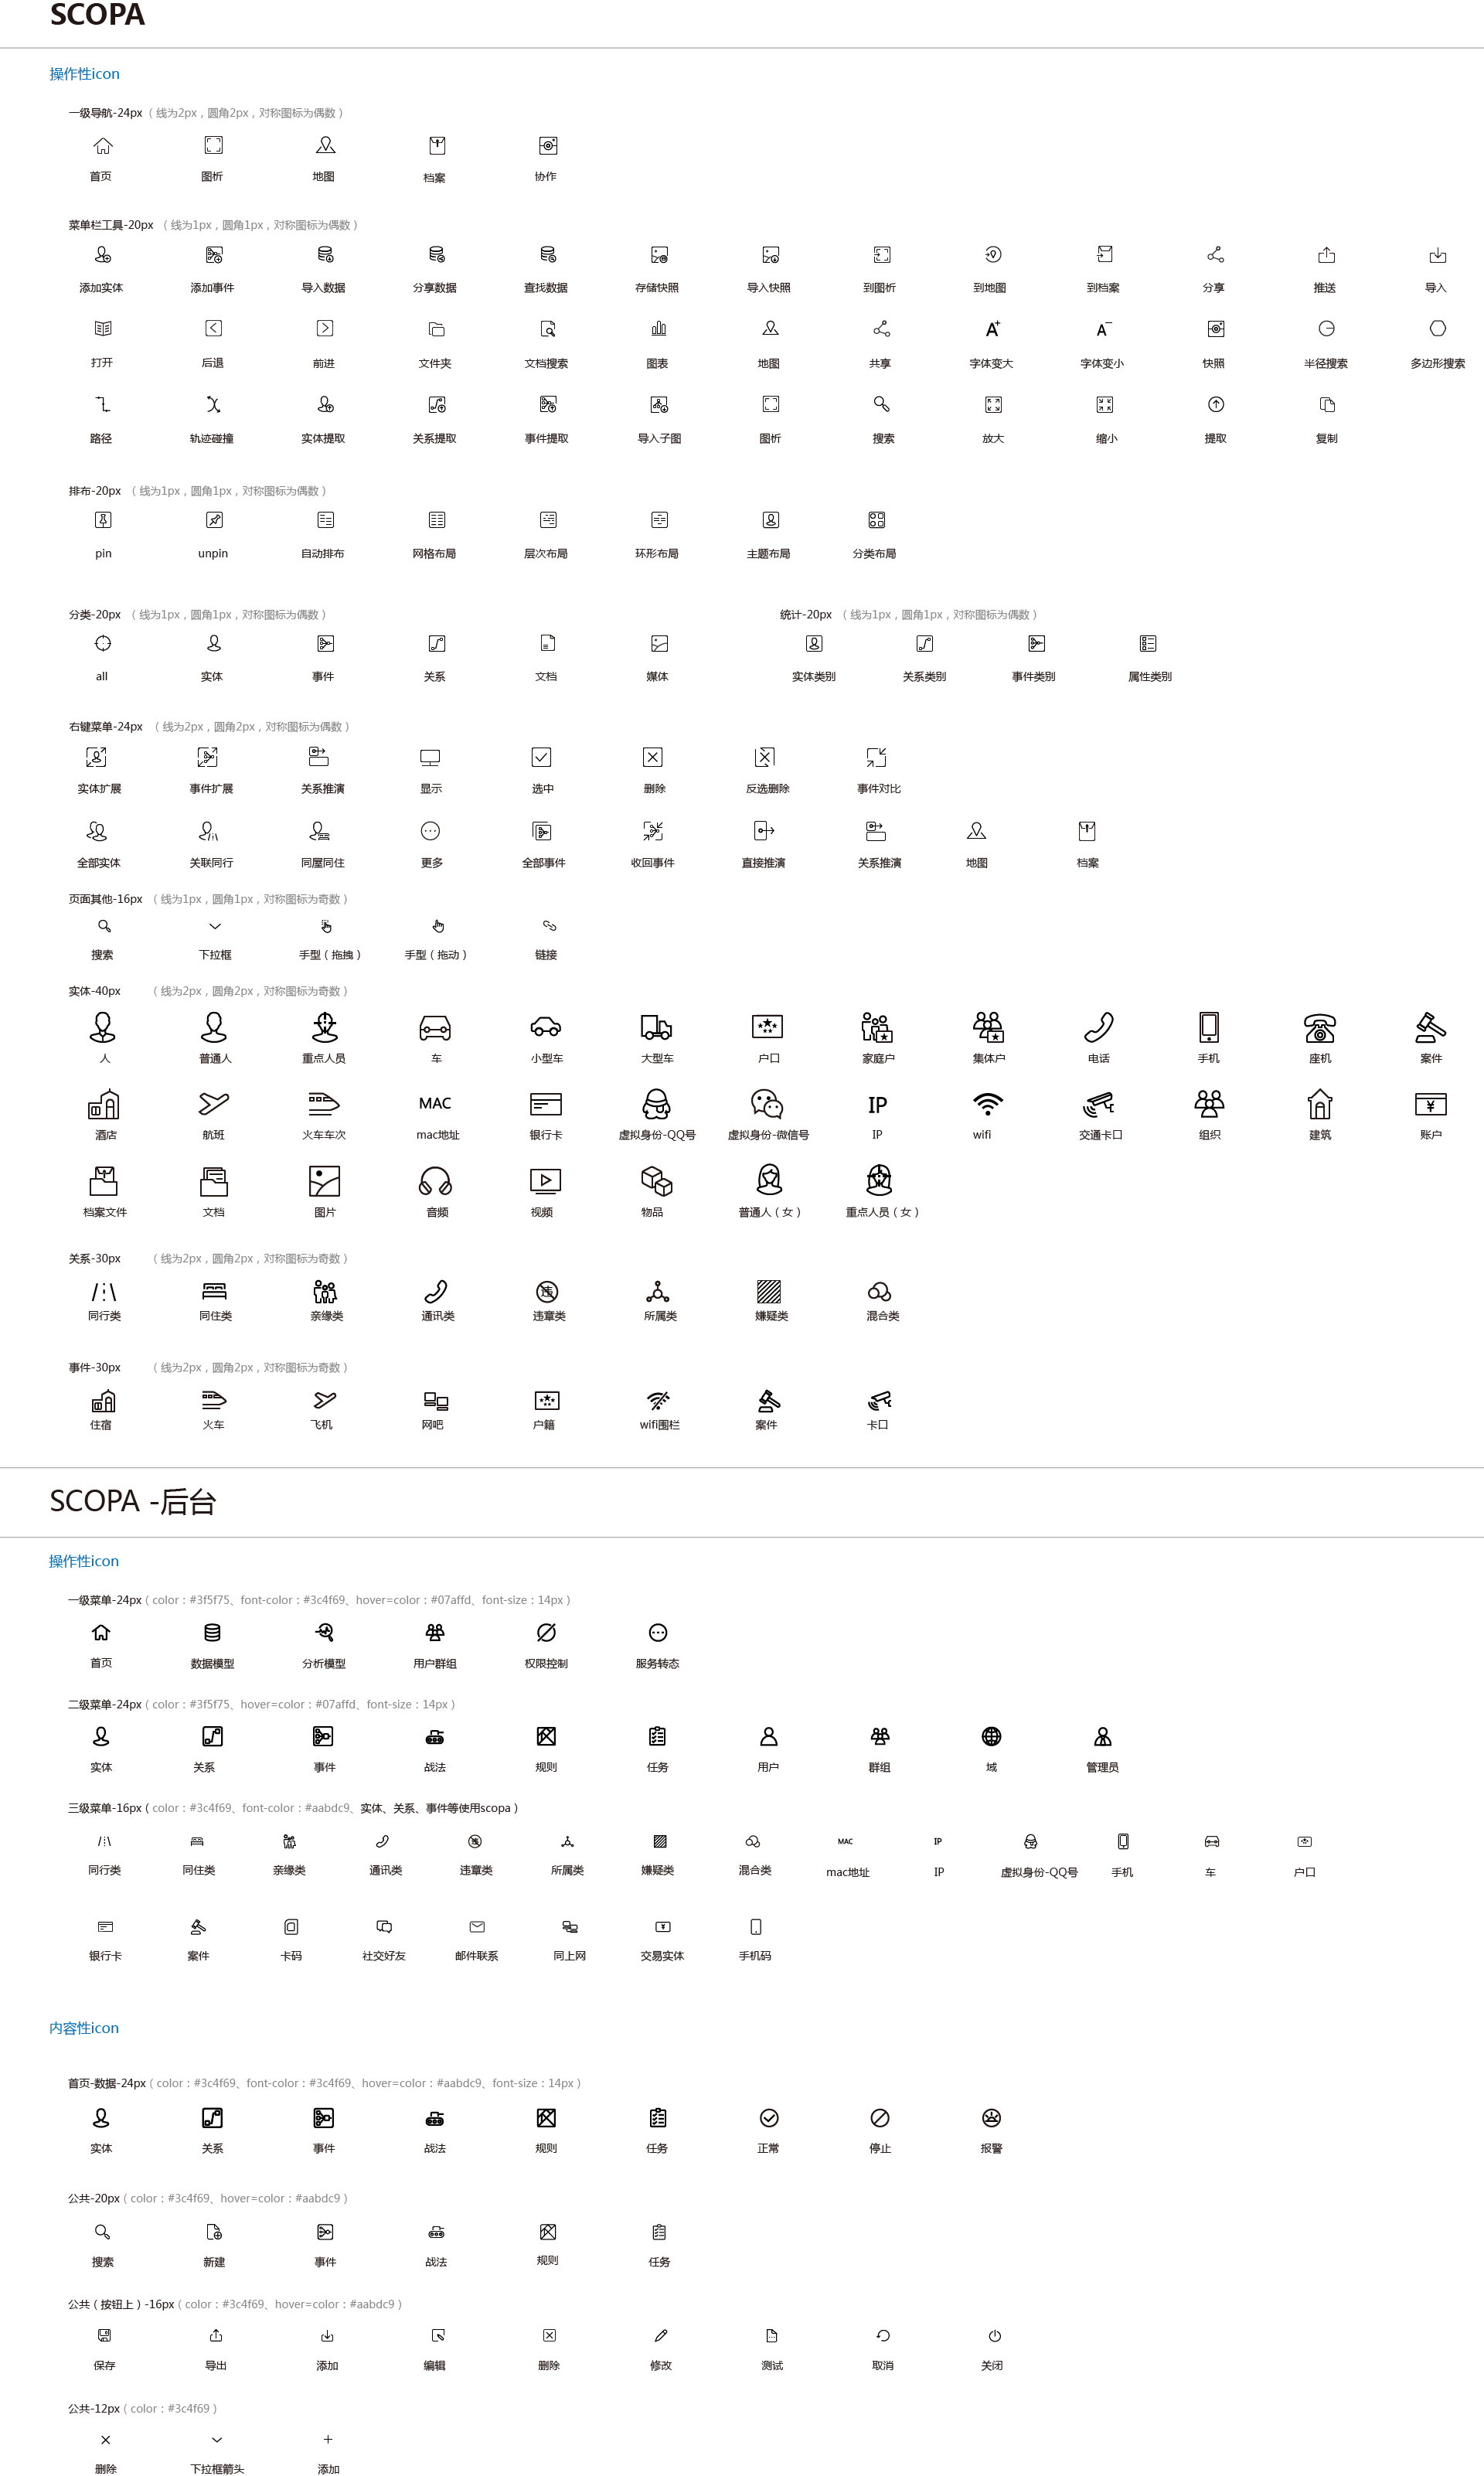 SCOPA
操作性icon
一级导航-24px（线为2px，圆角2px，对称图标为偶数）
首页 图析 地图 档案 协作
菜单栏工具-20px （线为1px，圆角1px，对称图标为偶数）
添加实体 添加事件 导入数据 分享数据 查找数据 存储快照 导入快照 到图析 到地图 到档案 分享 推送 导入
打开 后退 前进 文件夹 文档搜索 图表 地图 共享 字体变大 字体变小 快照 半径搜索 多边形搜索
路径 轨迹碰撞 实体提取 关系提取 事件提取 导入子图 图析 搜索 放大 缩小 提取 复制
排布-20px （线为1px，圆角1px，对称图标为偶数）
pin unpin 自动排布 网格布局 层次布局 环形布局 主题布局 分类布局
分类-20px （线为1px，圆角1px，对称图标为偶数） 统计-20px （线为1px，圆角1px，对称图标为偶数）
all 实体 事件 关系 文档 媒体 实体类别 关系类别 事件类别 属性类别
右键菜单-24px （线为2px，圆角2px，对称图标为偶数）
实体扩展 事件扩展 关系推演 显示 选中 删除 反选删除 事件对比
全部实体 关联同行 同屋同住 更多 全部事件 收回事件 直接推演 关系推演 地图 档案
页面其他-16px （线为1px，圆角1px，对称图标为奇数）
搜索 下拉框 手型（拖拽） 手型（拖动） 链接
实体-40px （线为2px，圆角2px，对称图标为奇数）
人 普通人 重点人员 车 小型车 大型车 户口 家庭户 集体户 电话 手机 座机 案件
MAC IP ¥
酒店 航班 火车车次 mac地址 银行卡 虚拟身份-QQ号 虚拟身份-微信号 IP wifi 交通卡口 组织 建筑 账户
档案文件 文档 图片 音频 视频 物品 普通人（女） 重点人员（女）
关系-30px （线为2px，圆角2px，对称图标为奇数）
违
同行类 同住类 亲缘类 通讯类 违章类 所属类 嫌疑类 混合类
事件-30px （线为2px，圆角2px，对称图标为奇数）
住宿 火车 飞机 网吧 户籍 wifi围栏 案件 卡口
SCOPA -后台
操作性icon
一级菜单-24px（color：#3f5f75、font-color：#3c4f69、hover=color：#07affd、font-size：14px）
首页 数据模型 分析模型 用户群组 权限控制 服务转态
二级菜单-24px（color：#3f5f75、hover=color：#07affd、font-size：14px）
实体 关系 事件 战法 规则 任务 用户 群组 域 管理员
三级菜单-16px（color：#3c4f69、font-color：#aabdc9、实体、关系、事件等使用scopa）
MAC IP
同行类 同住类 亲缘类 通讯类 违章类 所属类 嫌疑类 混合类 mac地址 IP 虚拟身份-QQ号 手机 车 户口
¥
银行卡 案件 卡码 社交好友 邮件联系 同上网 交易实体 手机码
内容性icon
首页-数据-24px（color：#3c4f69、font-color：#3c4f69、hover=color：#aabdc9、font-size：14px）
实体 关系 事件 战法 规则 任务 正常 停止 报警
公共-20px（color：#3c4f69、hover=color：#aabdc9）
搜索 新建 事件 战法 规则 任务
公共（按钮上）-16px（color：#3c4f69、hover=color：#aabdc9）
保存 导出 添加 编辑 删除 修改 测试 取消 关闭
公共-12px（color：#3c4f69）
删除 下拉框箭头 添加